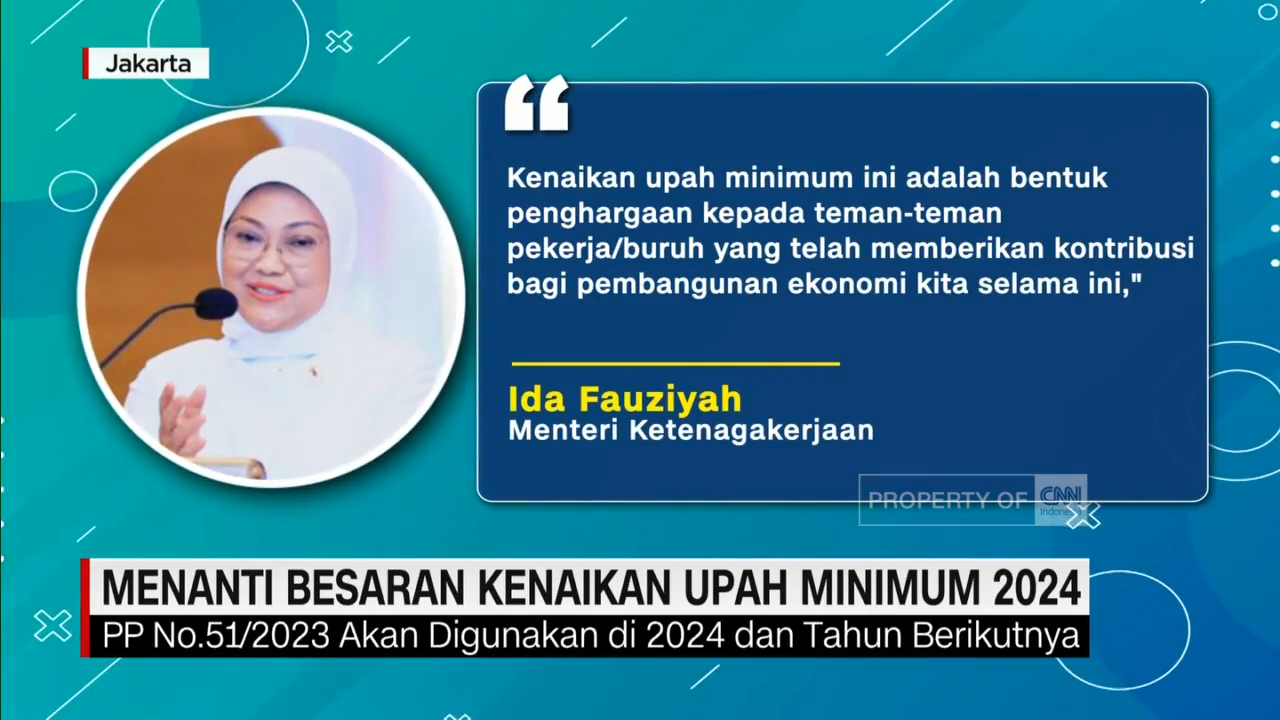 Jakarta
“
Kenaikan upah minimum ini adalah bentuk
penghargaan kepada teman-teman
pekerja/buruh yang telah memberikan kontribusi
bagi pembangunan ekonomi kita selama ini,"
Ida Fauziyah
Menteri Ketenagakerjaan
PROPERTY OF CNN
Indonesia
MENANTI BESARAN KENAIKAN UPAH MINIMUM 2024
PP No.51/2023 Akan Digunakan di 2024 dan Tahun Berikutnya